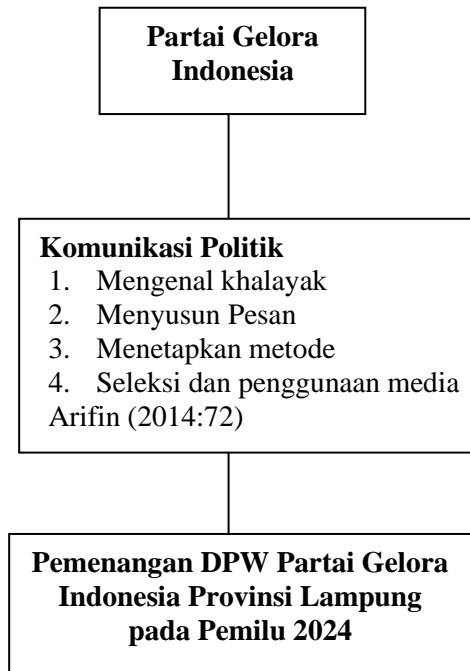 Partai Gelora
Indonesia
Komunikasi Politik
1. Mengenal khalayak
2. Menyusun Pesan
3. Menetapkan metode
4. Seleksi dan penggunaan media
Arifin (2014:72)
Pemenangan DPW Partai Gelora
Indonesia Provinsi Lampung
pada Pemilu 2024